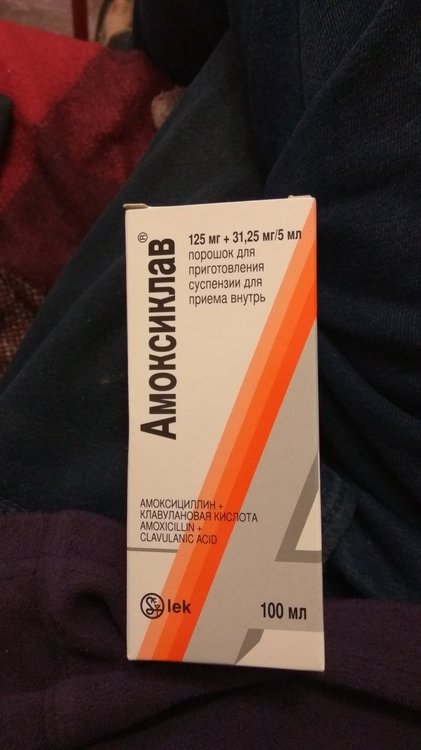 Амоксиклав®
125 мг + 31,25 мг/5 мл
порошок для
приготовления
суспензии для
приема внутрь
АМОКСИЦИЛЛИН +
КЛАВУЛАНОВАЯ КИСЛОТА
AMOXICILLIN +
CLAVULANIC ACID
lek
100 мл